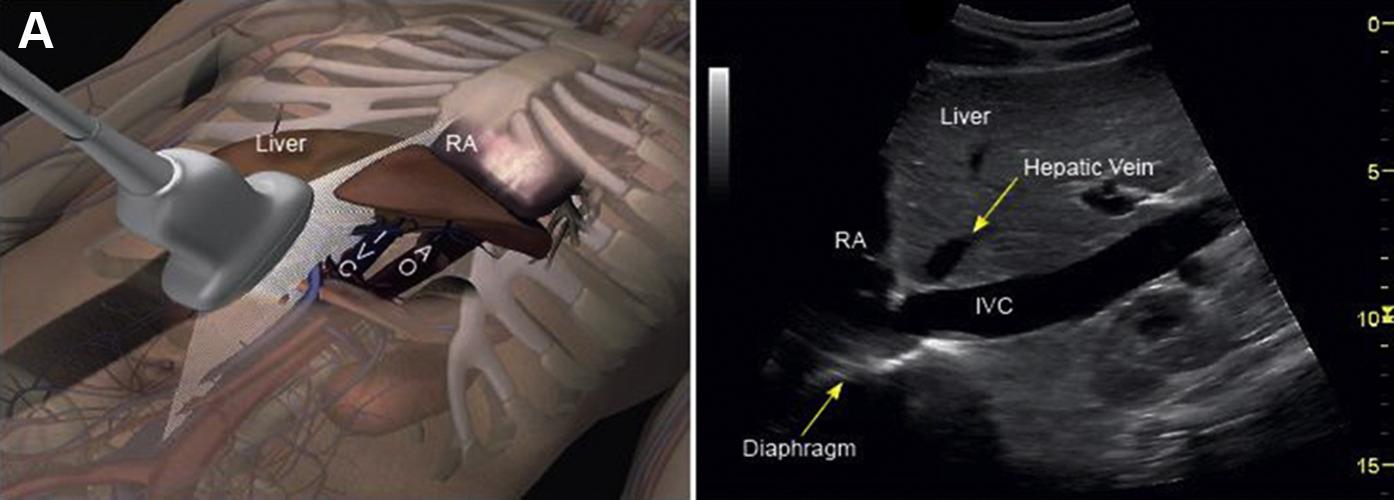 A
Liver
RA
IVC
AO
0
Liver
Hepatic Vein
5
RA
IVC
10
Diaphragm
15